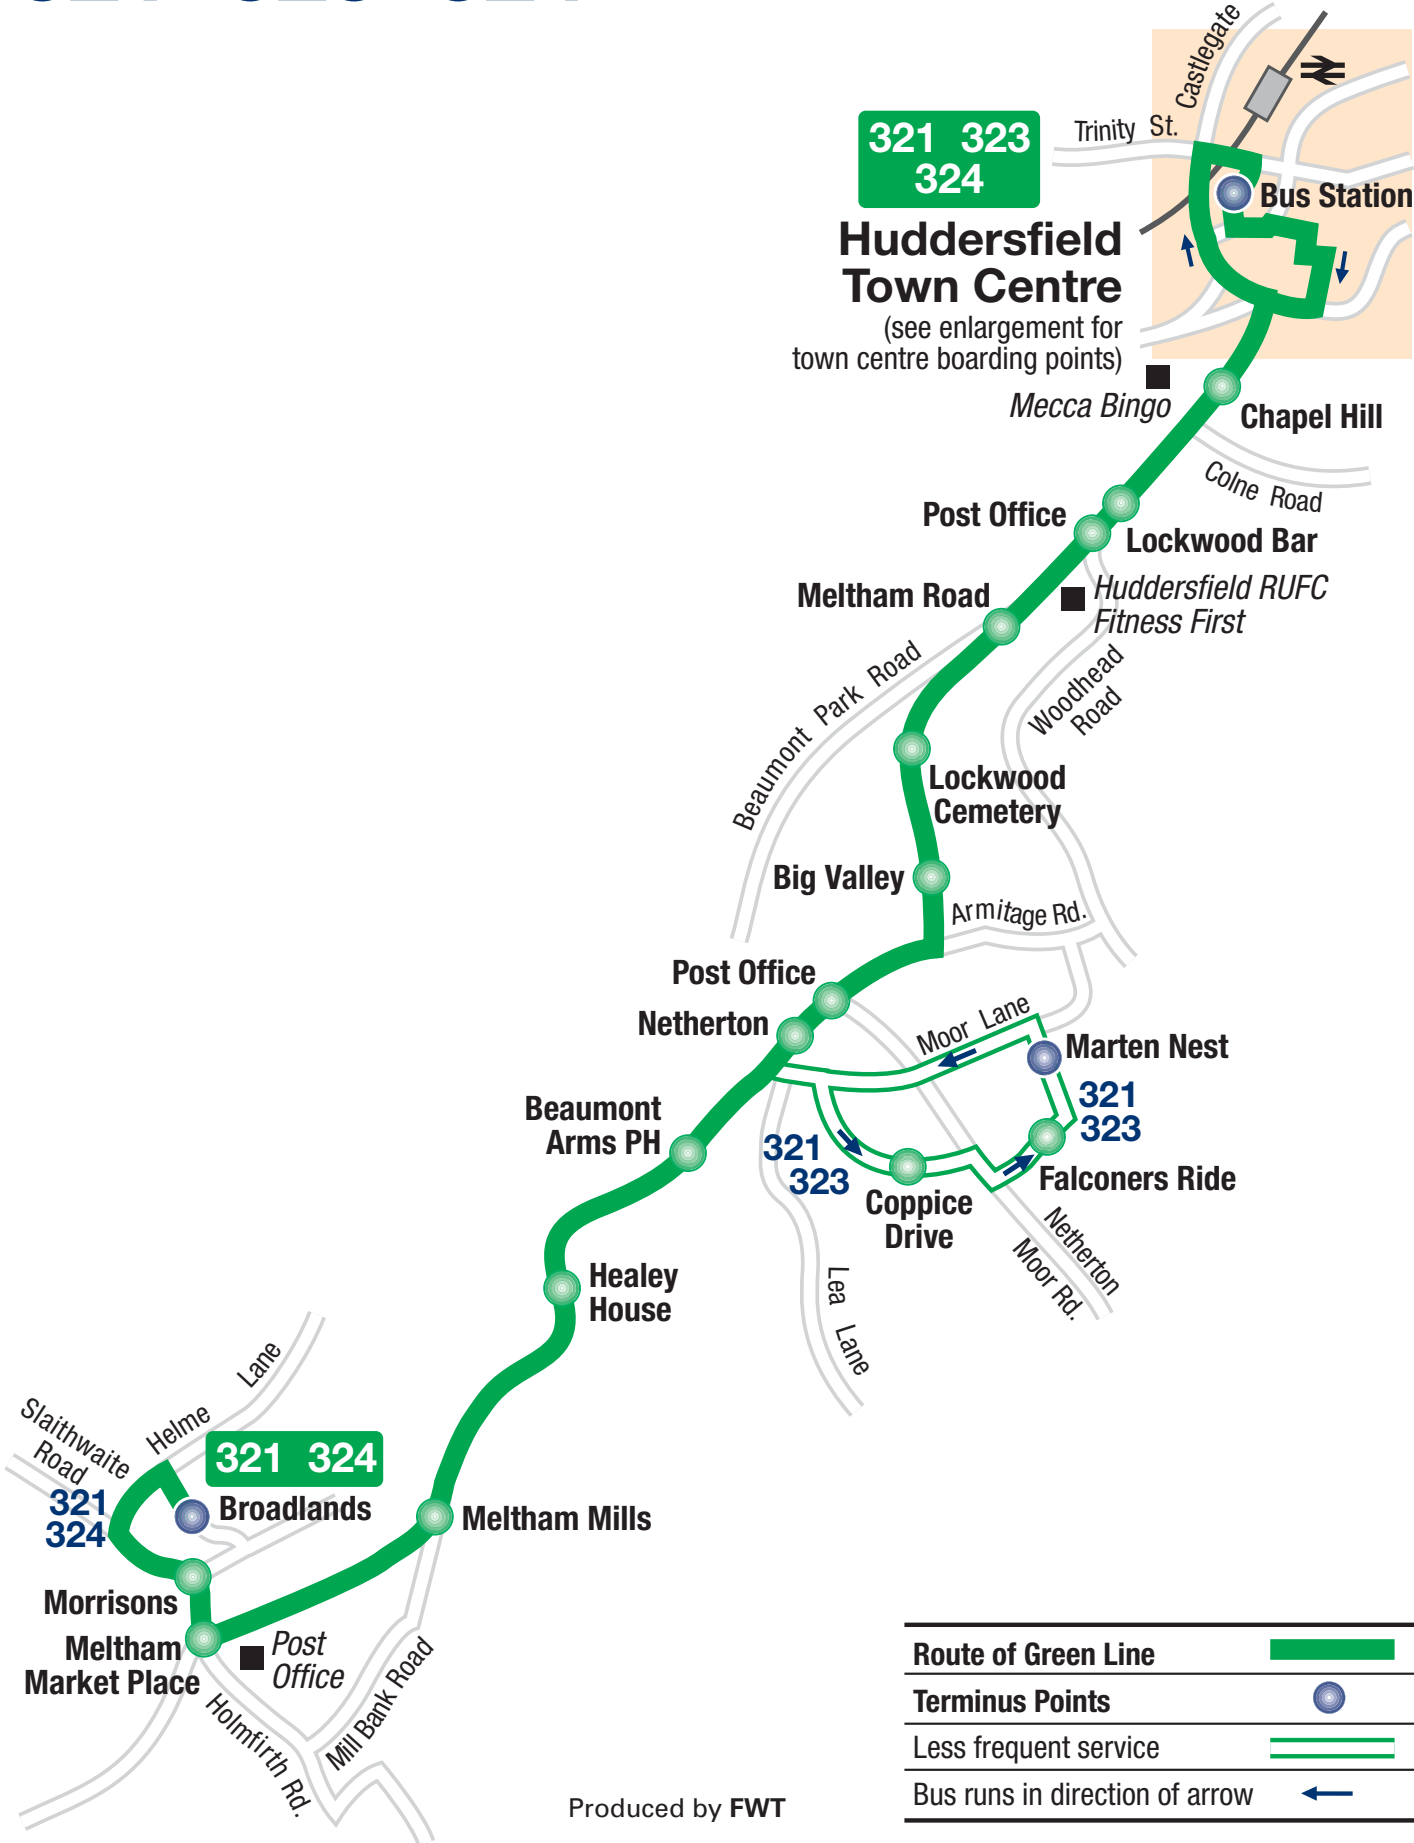 Castlegate
Trinity St.
321 323
324
Bus Station
Huddersfield
Town Centre
(see enlargement for
town centre boarding points)
Mecca Bingo
Chapel Hill
Colne Road
Post Office
Lockwood Bar
Huddersfield RUFC
Fitness First
Meltham Road
Beaumont Park Road
Woodhead
Road
Lockwood
Cemetery
Big Valley
Armitage Rd.
Post Office
Netherton
Moor Lane
Marten Nest
321
323
Beaumont
Arms PH
321
323
Coppice
Drive
Falconers Ride
Netherton
Moor Rd.
Lea Lane
Healey
House
Helme Lane
Slaithwaite
Road
321 324
Broadlands
321
324
Meltham Mills
Morrisons
Meltham
Market Place
Post
Office
Mill Bank Road
Holmfirth Rd.
Route of Green Line
Terminus Points
Less frequent service
Bus runs in direction of arrow
Produced by FWT